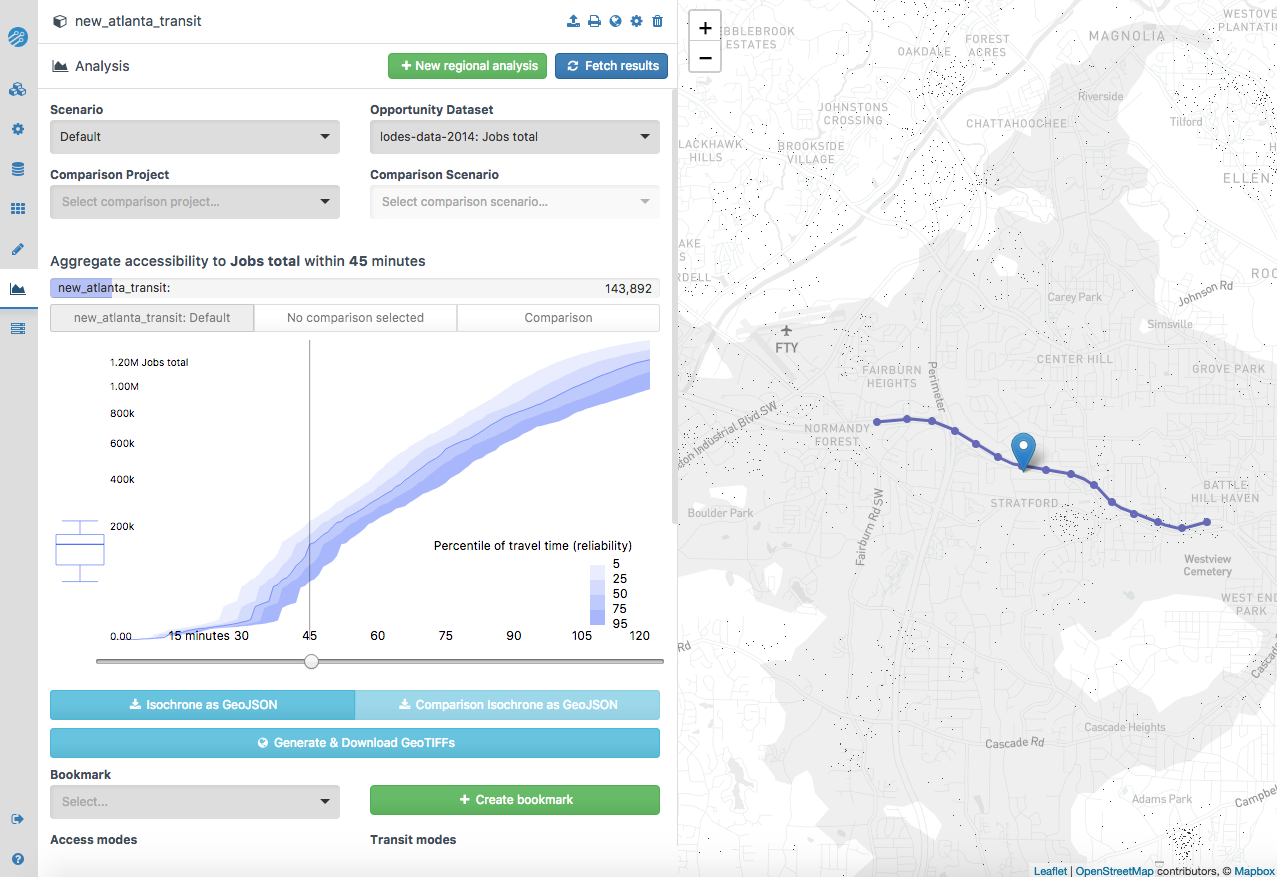 new_atlanta_transit
Analysis
New regional analysis
Fetch results
Scenario
Opportunity Dataset
Default
lodes-data-2014: Jobs total
Comparison Project
Comparison Scenario
Select comparison project...
Select comparison scenario...
Aggregate accessibility to Jobs total within 45 minutes
new_atlanta_transit:
143,892
new_atlanta_transit: Default
No comparison selected
Comparison
1.20M Jobs total
1.00M
800k
600k
400k
200k
0.00
Percentile of travel time (reliability)
5
25
50
75
95
15 minutes 30 45 60 75 90 105 120
Isochrone as GeoJSON
Comparison Isochrone as GeoJSON
Generate & Download GeoTIFFs
Bookmark
Select...
Create bookmark
Access modes
Transit modes
+
−
EBBLEBROOK
ESTATES
OAKDALE
FOREST
ACRES
MAGNOLIA
WESTOVE
PLANTATI
Riverside
JOHNSTONS
CROSSING
CHATTAHOOCHEE
Tilford
LACKHAWK
HILLS
BROOKSIDE
VILLAGE
ELLEN
AKE
S
RDELL
ROC
Johnson Rd
Carey Park
Simsville
FTY
CENTER HILL
GROVE PARK
FAIRBURN
HEIGHTS
Perimeter
ton Industrial Blvd SW
NORMANDY
FOREST
STRATFORD
BATTLE
HILL HAVEN
Boulder Park
Fairburn Rd SW
Westview
Cemetery
WEST END
PARK
Rd
Cascade
Cascade Heights
Cascade Rd
Adams Park
Campbel
Leaflet | OpenStreetMap contributors, © Mapbox